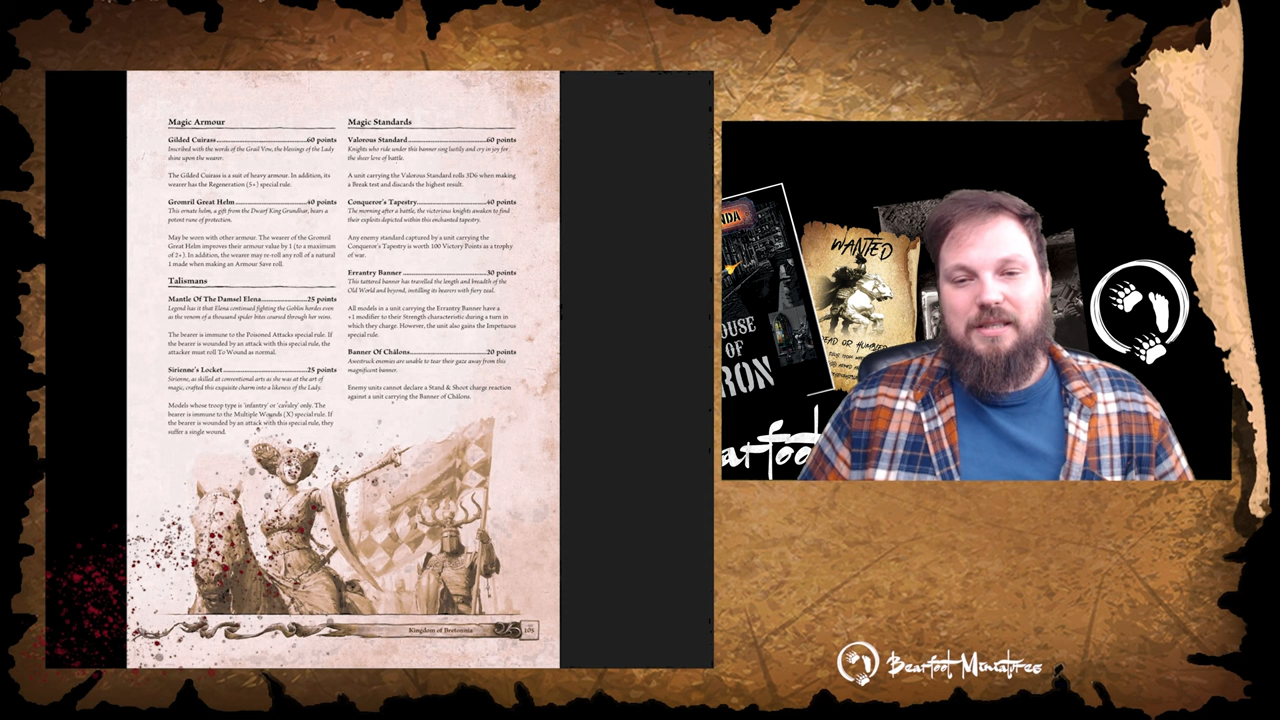 Magic Armour
Gilded Cuirass....................................60 points
Inscribed with the words of the Grail Vow, the blessings of the Lady
shine upon the wearer.
The Gilded Cuirass is a suit of heavy armour. In addition, its
wearer has the Regeneration (5+) special rule.
Gromril Great Helm............................40 points
This ornate helm, a gift from the Dwarf King Grundivar, bears a
potent rune of protection.
May be worn with other armour. The wearer of the Gromril
Great Helm improves their armour value by 1 (to a maximum
of 2+). In addition, the wearer may re-roll any roll of a natural
1 made when making an Armour Save roll.
Talismans
Mantle Of The Damsel Elena....................25 points
Legend has it that Elena continued fighting the Goblin hordes even
as the venom of a thousand spider bites coursed through her veins.
The bearer is immune to the Poisoned Attacks special rule. If
the bearer is wounded by an attack with this special rule, the
attacker must roll To Wound as normal.
Sirienne's Locket................................25 points
Sirienne, as skilled at conventional arts as she was at the art of
magic, crafted this exquisite charm into a likeness of the Lady.
Models whose troop type is 'infantry' or 'cavalry' only. The
bearer is immune to the Multiple Wounds (X) special rule. If
the bearer is wounded by an attack with this special rule, they
suffer a single wound.
Magic Standards
Valorous Standard................................60 points
Knights who ride under this banner sing lustily and cry in joy for
the sheer love of battle.
A unit carrying the Valorous Standard rolls 3D6 when making
a Break test and discards the highest result.
Conqueror's Tapestry............................40 points
The morning after a battle, the victorious knights awaken to find
their exploits depicted within this enchanted tapestry.
Any enemy standard captured by a unit carrying the
Conqueror's Tapestry is worth 100 Victory Points as a trophy
of war.
Errantry Banner..................................30 points
This tattered banner has travelled the length and breadth of the
Old World and beyond, instilling its bearers with fiery zeal.
All models in a unit carrying the Errantry Banner have a
+1 modifier to their Strength characteristic during a turn in
which they charge. However, the unit also gains the Impetuous
special rule.
Banner Of Châlons...............................20 points
Awestruck enemies are unable to tear their gaze away from this
magnificent banner.
Enemy units cannot declare a Stand & Shoot charge reaction
against a unit carrying the Banner of Châlons.
Kingdom of Bretonnia
105
NDA
OUSE
OF
RON
WANTED
Bearfoot Miniatures